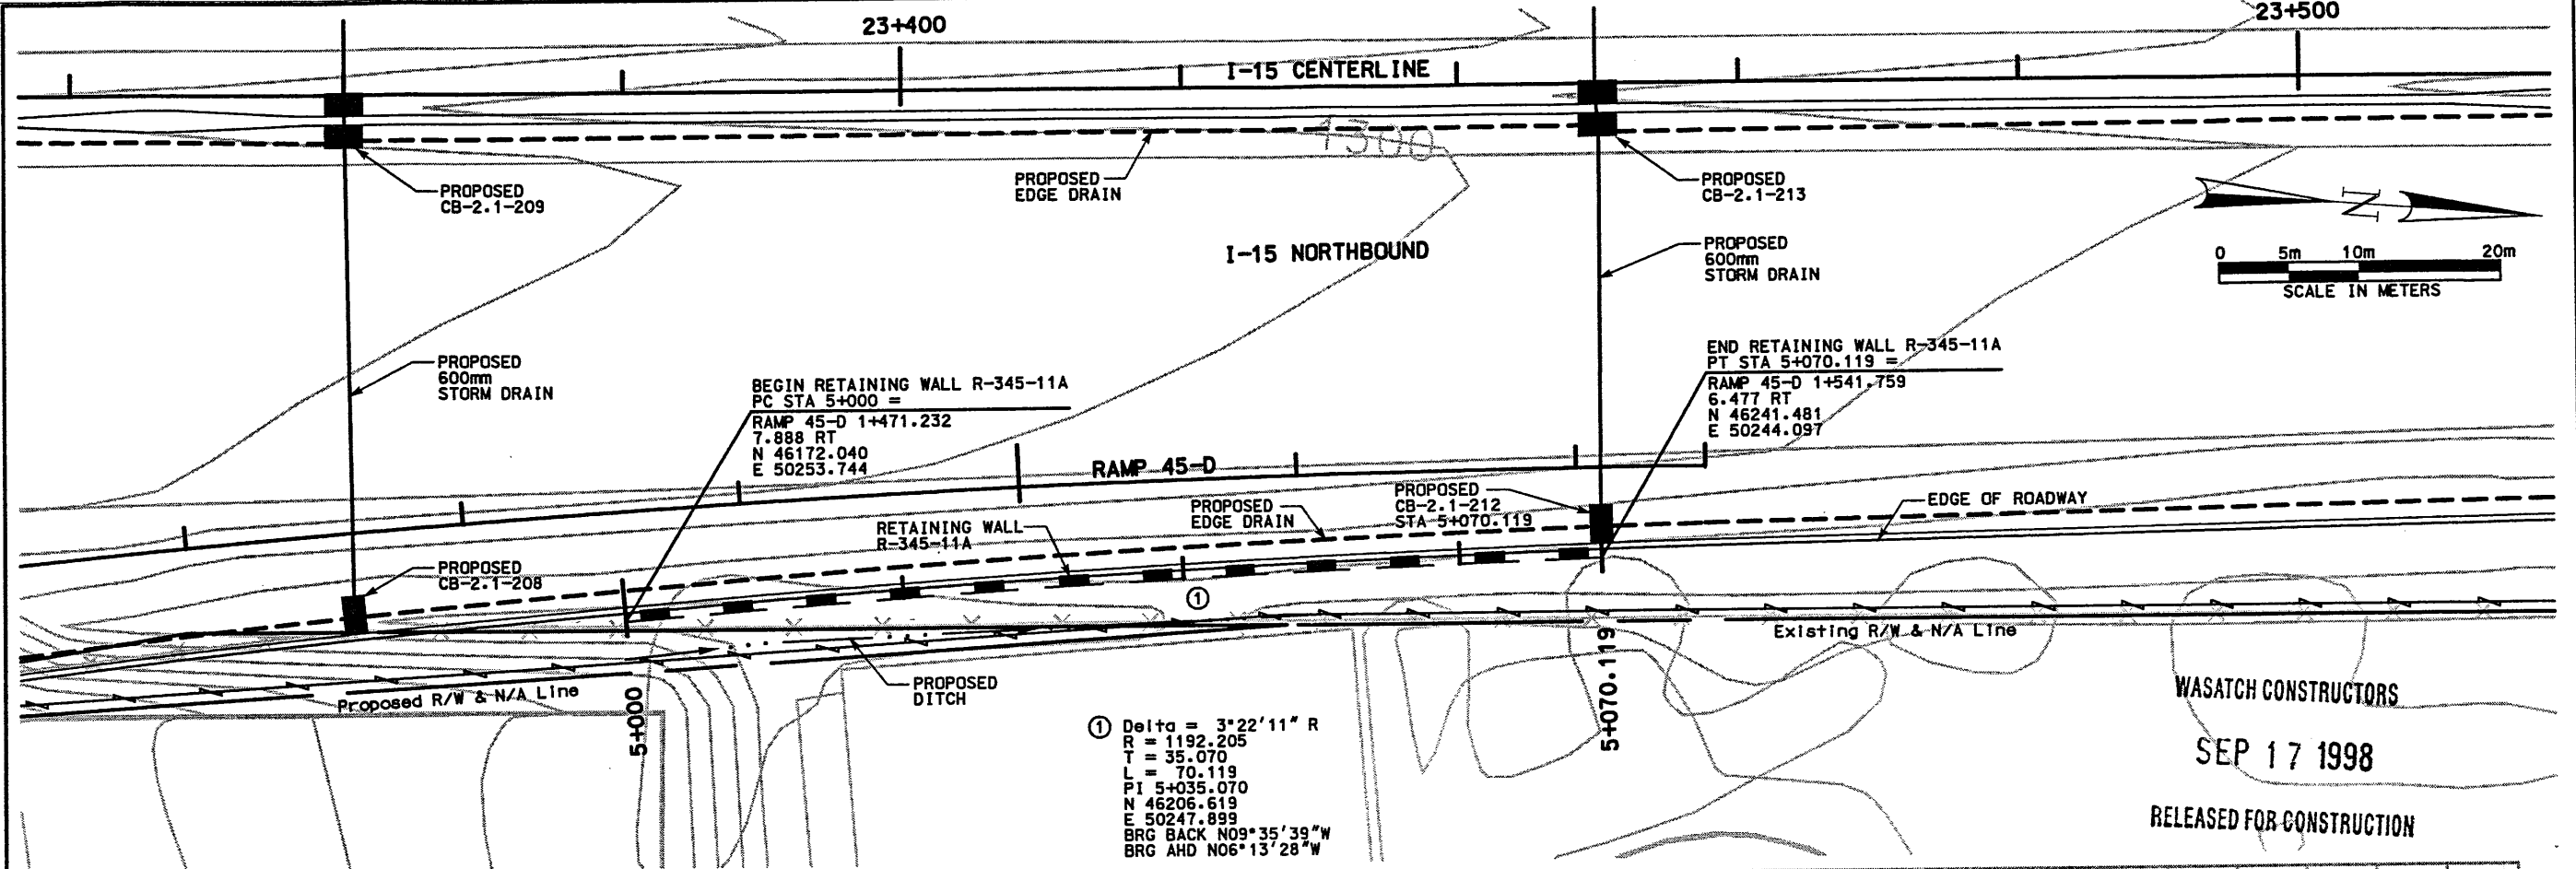 23+400
23+500
I-15 CENTERLINE
1300
PROPOSED
CB-2.1-209
PROPOSED
EDGE DRAIN
PROPOSED
CB-2.1-213
N
I-15 NORTHBOUND
PROPOSED
600mm
STORM DRAIN
0 5m 10m 20m
SCALE IN METERS
PROPOSED
600mm
STORM DRAIN
BEGIN RETAINING WALL R-345-11A
PC STA 5+000 =
RAMP 45-D 1+471.232
7.888 RT
N 46172.040
E 50253.744
END RETAINING WALL R-345-11A
PT STA 5+070.119 =
RAMP 45-D 1+541.759
6.477 RT
N 46241.481
E 50244.097
RAMP 45-D
RETAINING WALL
R-345-11A
PROPOSED
EDGE DRAIN
PROPOSED
CB-2.1-212
STA 5+070.119
EDGE OF ROADWAY
PROPOSED
CB-2.1-208
1
Existing R/W & N/A Line
Proposed R/W & N/A Line
5+000
PROPOSED
DITCH
5+070.119
1 Delta = 3°22'11" R
R = 1192.205
T = 35.070
L = 70.119
PI 5+035.070
N 46206.619
E 50247.899
BRG BACK N09°35'39"W
BRG AHD N06°13'28"W
WASATCH CONSTRUCTORS
SEP 17 1998
RELEASED FOR CONSTRUCTION